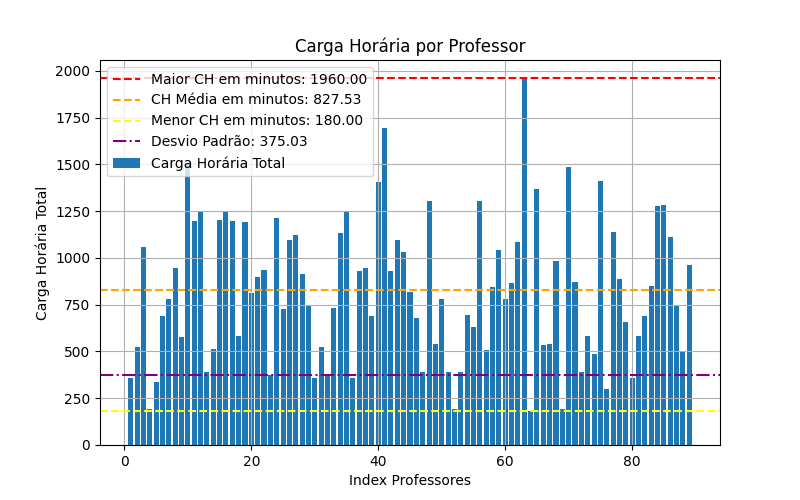 Carga Horária por Professor
Maior CH em minutos: 1960.00
CH Média em minutos: 827.53
Menor CH em minutos: 180.00
Desvio Padrão: 375.03
Carga Horária Total
Carga Horária Total
2000
1750
1500
1250
1000
750
500
250
0
0 20 40 60 80
Index Professores